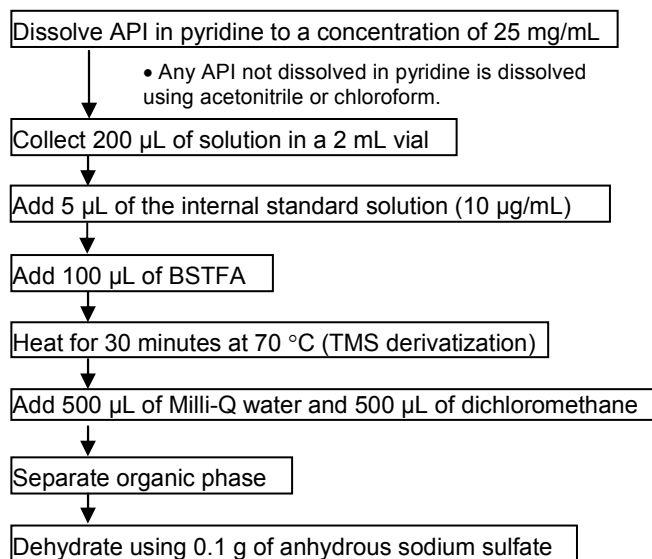 Dissolve API in pyridine to a concentration of 25 mg/mL
• Any API not dissolved in pyridine is dissolved
using acetonitrile or chloroform.
Collect 200 µL of solution in a 2 mL vial
Add 5 µL of the internal standard solution (10 µg/mL)
Add 100 µL of BSTFA
Heat for 30 minutes at 70 °C (TMS derivatization)
Add 500 µL of Milli-Q water and 500 µL of dichloromethane
Separate organic phase
Dehydrate using 0.1 g of anhydrous sodium sulfate